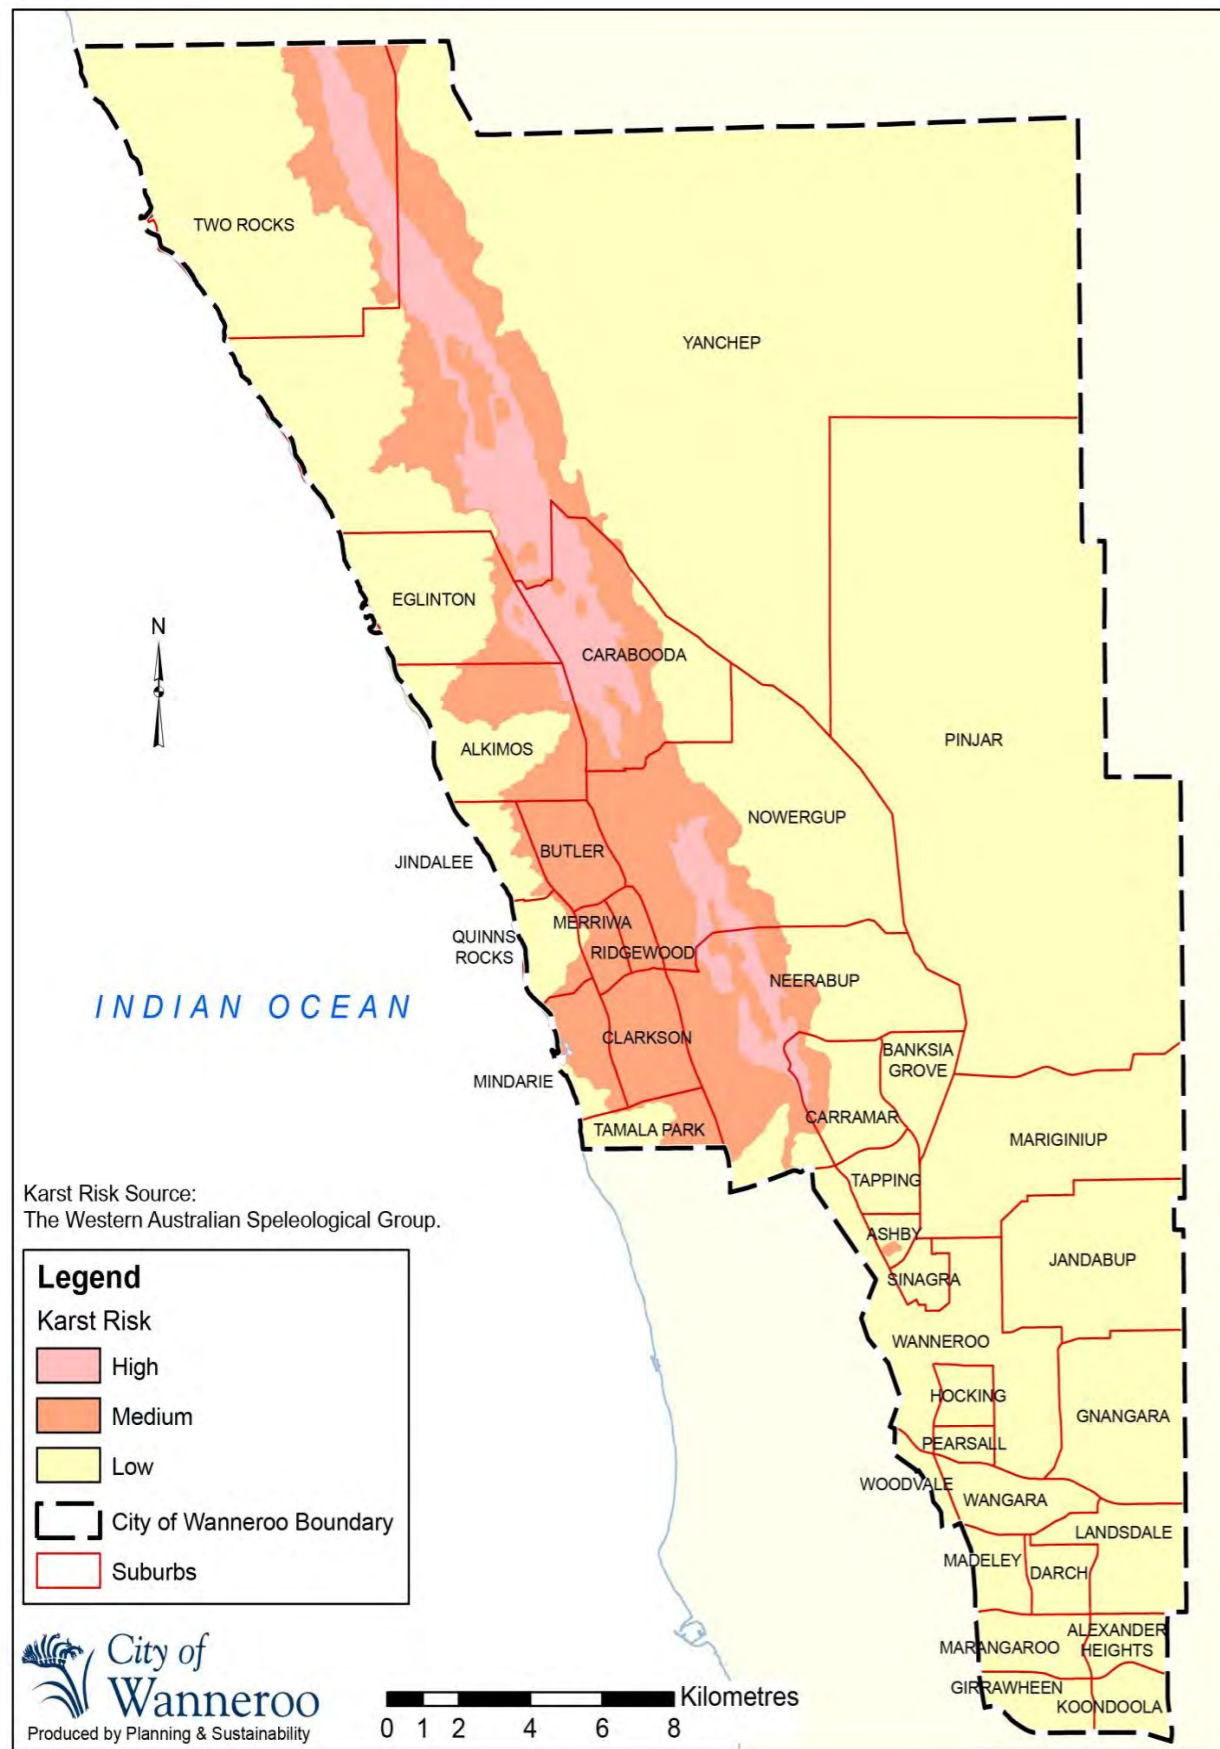 TWO ROCKS
YANCHEP
EGLINTON
N
CARABOODA
ALKIMOS
PINJAR
NOWERGUP
BUTLER
JINDALEE
MERRIWA
QUINNS
ROCKS
RIDGEWOOD
NEERABUP
INDIAN OCEAN
CLARKSON
BANKSIA
GROVE
MINDARIE
CARRAMAR
TAMALA PARK
MARIGINIUP
TAPPING
Karst Risk Source:
The Western Australian Speleological Group.
ASHBY
JANDABUP
SINAGRA
WANNEROO
HOCKING
GNANGARA
PEARSALL
WOODVALE
WANGARA
LANDSDALE
MADELEY
DARCH
ALEXANDER
HEIGHTS
MARANGAROO
GIRRAWHEEN
KOONDOOLA
Legend
Karst Risk
High
Medium
Low
City of Wanneroo Boundary
Suburbs
City of
Wanneroo
Produced by Planning & Sustainability
Kilometres
0 1 2 4 6 8